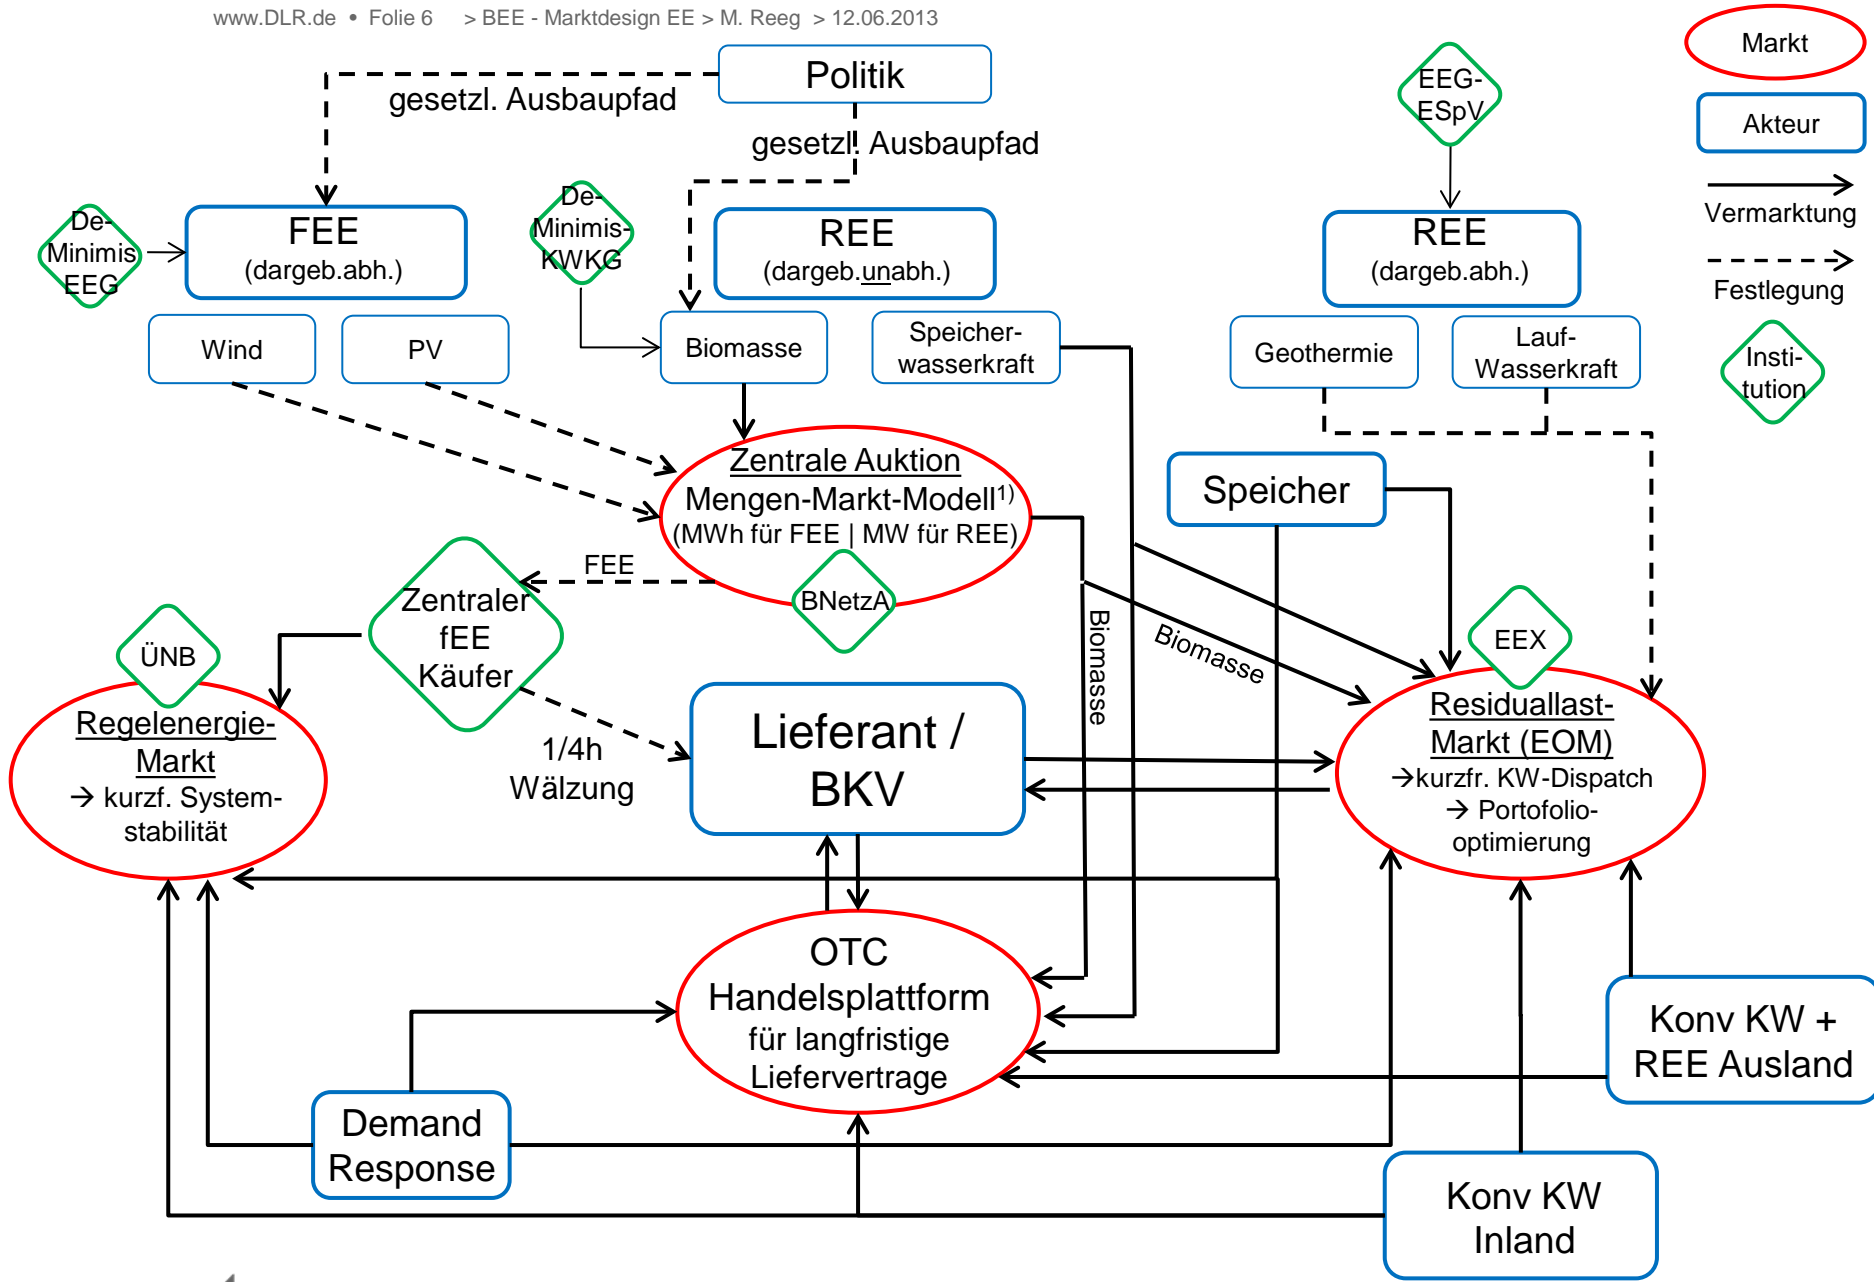 www.DLR.de • Folie 6 > BEE - Marktdesign EE > M. Reeg > 12.06.2013
Politik
gesetzl. Ausbaupfad
gesetzl. Ausbaupfad
EEG-
ESpV
Markt
Akteur
Vermarktung
Festlegung
Insti-
tution
De-
Minimis
EEG
FEE
(dargeb.abh.)
De-
Minimis-
KWKG
REE
(dargeb.unabh.)
REE
(dargeb.abh.)
Wind
PV
Biomasse
Speicher-
wasserkraft
Geothermie
Lauf-
Wasserkraft
Zentrale Auktion
Mengen-Markt-Modell1)
(MWh für FEE | MW für REE)
BNetzA
Speicher
FEE
Zentraler
fEE
Käufer
ÜNB
Regelenergie-
Markt
→ kurzf. System-
stabilität
1/4h
Wälzung
Lieferant /
BKV
Biomasse
Biomasse
EEX
Residuallast-
Markt (EOM)
→kurzfr. KW-Dispatch
→ Portofolio-
optimierung
OTC
Handelsplattform
für langfristige
Liefervertrage
Demand
Response
Konv KW +
REE Ausland
Konv KW
Inland